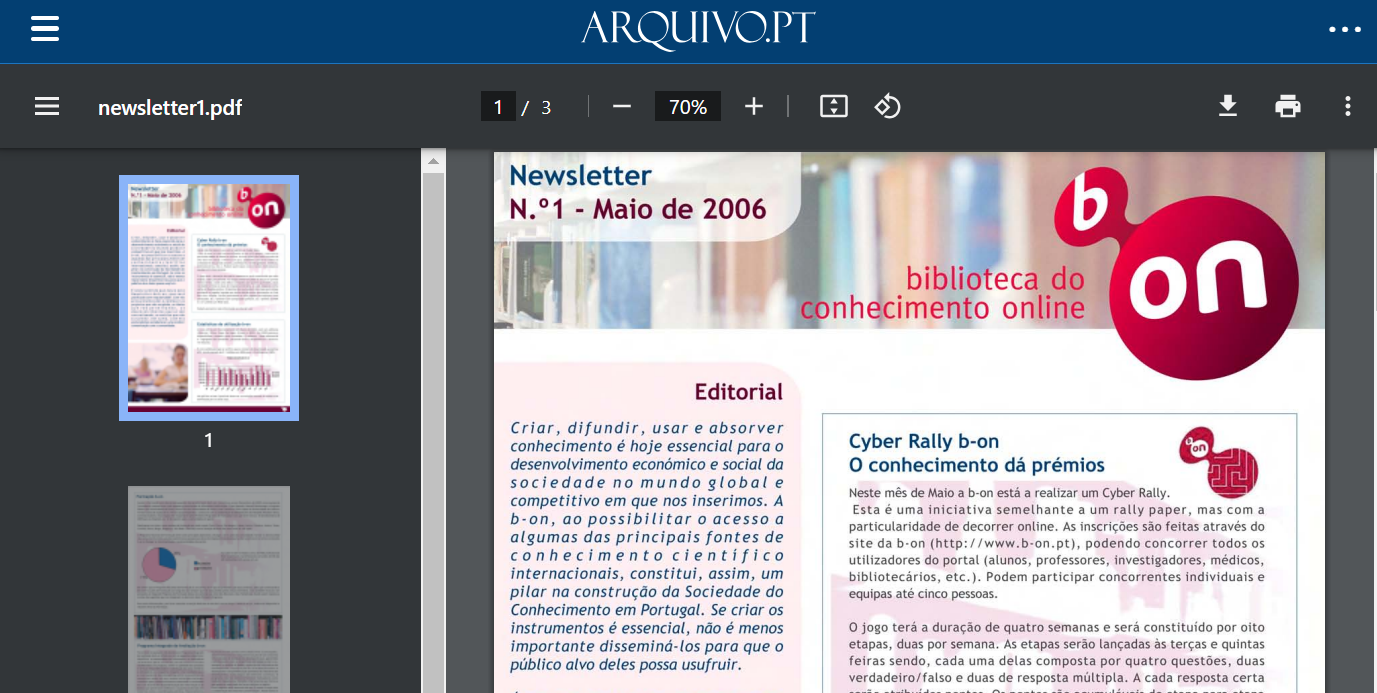 ARQUIVO.PT
newsletter1.pdf
1 / 3
70%
1
Newsletter
N.º1 - Maio de 2006
b
on
biblioteca do
conhecimento online
Editorial
Criar, difundir, usar e absorver
conhecimento é hoje essencial para o
desenvolvimento económico e social da
sociedade no mundo global e
competitivo em que nos inserimos. A
b-on, ao possibilitar o acesso a
algumas das principais fontes de
conhecimento científico
internacionais, constitui, assim, um
pilar na construção da Sociedade do
Conhecimento em Portugal. Se criar os
instrumentos é essencial, não é menos
importante disseminá-los para que o
público alvo deles possa usufruir.
Cyber Rally b-on
O conhecimento dá prémios
Neste mês de Maio a b-on está a realizar um Cyber Rally.
Esta é uma iniciativa semelhante a um rally paper, mas com a
particularidade de decorrer online. As inscrições são feitas através do
site da b-on (http://www.b-on.pt), podendo concorrer todos os
utilizadores do portal (alunos, professores, investigadores, médicos,
bibliotecários, etc.). Podem participar concorrentes individuais e
equipas até cinco pessoas.
O jogo terá a duração de quatro semanas e será constituído por oito
etapas, duas por semana. As etapas serão lançadas às terças e quintas
feiras sendo, cada uma delas composta por quatro questões, duas
verdadeiro/falso e duas de resposta múltipla. A cada resposta certa